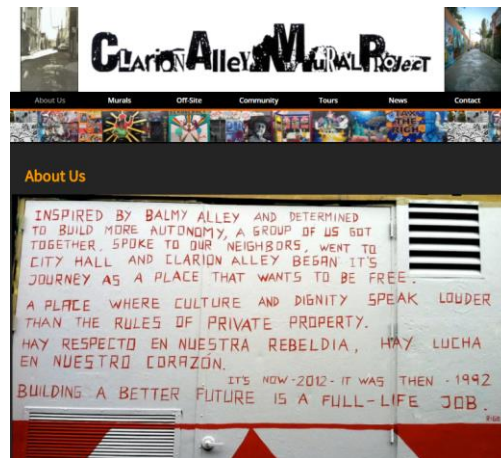 Clarion Alley Mural Project
About Us Murals Off-Site Community Tours News Contact
TAX
THE
RICH
About Us
INSPIRED BY BALMY ALLEY AND DETERMINED
TO BUILD MORE AUTONOMY, A GROUP OF US GOT
TOGETHER, SPOKE TO OUR NEIGHBORS, WENT TO
CITY HALL AND CLARION ALLEY BEGAN IT'S
JOURNEY AS A PLACE THAT WANTS TO BE FREE.
A PLACE WHERE CULTURE AND DIGNITY SPEAK LOUDER
THAN THE RULES OF PRIVATE PROPERTY.
HAY RESPECTO EN NUESTRA REBELDIA, HAY LUCHA
EN NUESTRO CORAZÓN.
IT'S NOW-2012-IT WAS THEN -1992
BUILDING A BETTER FUTURE IS A FULL-LIFE JOB.